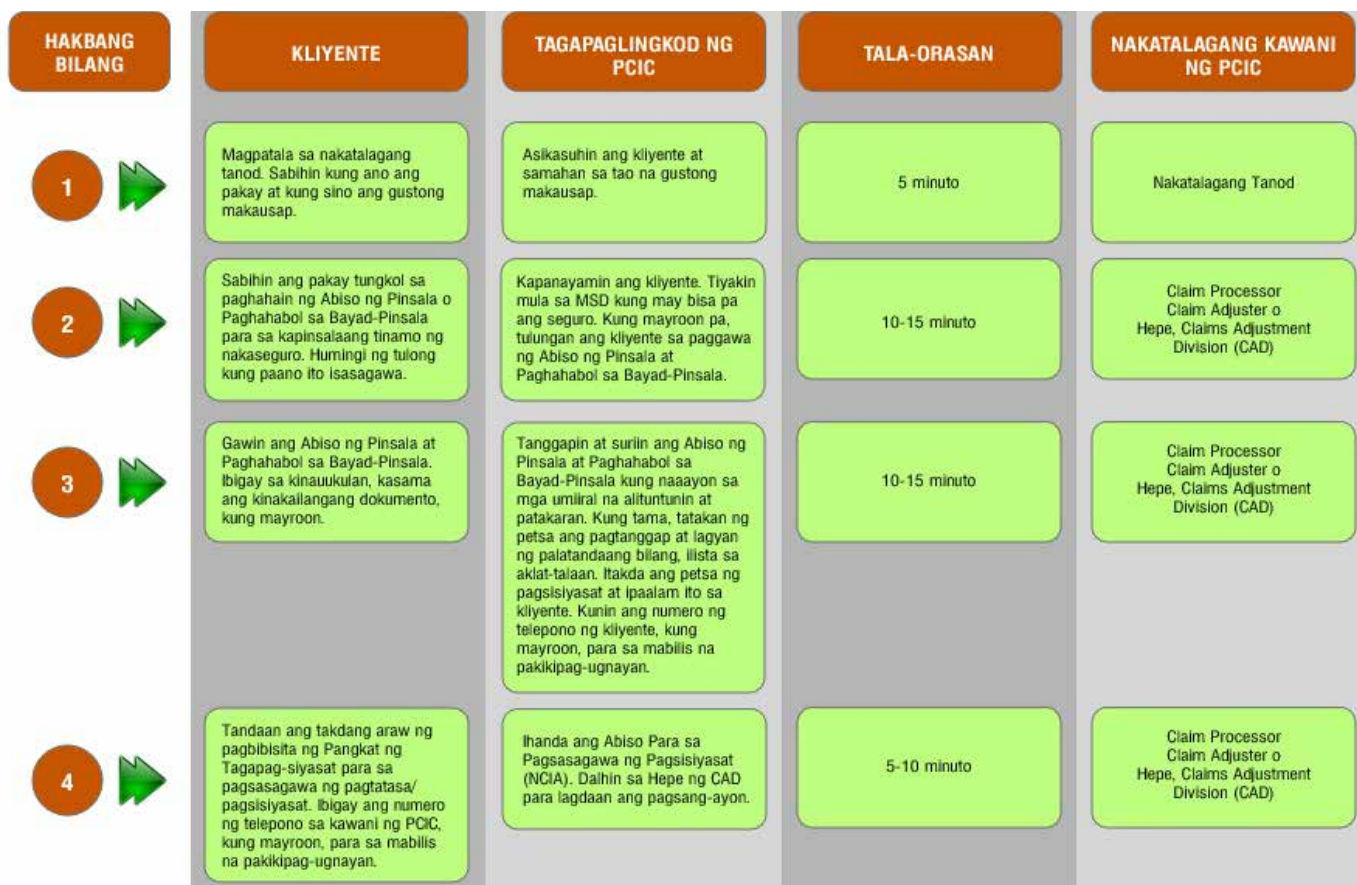 HAKBANG
BILANG
KLIYENTE
TAGAPAGLINGKOD NG
PCIC
TALA-ORASAN
NAKATALAGANG KAWANI
NG PCIC
1
Magpatala sa nakatalagang
tanod. Sabihin kung ano ang
pakay at kung sino ang gustong
makausap.
Asikasuhin ang kliyente at
samahan sa tao na gustong
makausap.
5 minuto
Nakatalagang Tanod
2
Sabihin ang pakay tungkol sa
paghahain ng Abiso ng Pinsala o
Paghahabol sa Bayad-Pinsala
para sa kapinsalaang tinamo ng
nakaseguro. Humingi ng tulong
kung paano ito isasagawa.
Kapanayamin ang kliyente. Tiyakin
mula sa MSD kung may bisa pa
ang seguro. Kung mayroon pa,
tulungan ang kliyente sa paggawa
ng Abiso ng Pinsala at
Paghahabol sa Bayad-Pinsala.
10-15 minuto
Claim Processor
Claim Adjuster o
Hepe, Claims Adjustment
Division (CAD)
3
Gawin ang Abiso ng Pinsala at
Paghahabol sa Bayad-Pinsala.
Ibigay sa kinauukulan, kasama
ang kinakailangang dokumento,
kung mayroon.
Tanggapin at suriin ang Abiso ng
Pinsala at Paghahabol sa
Bayad-Pinsala kung naaayon sa
mga umiiral na alituntunin at
patakaran. Kung tama, tatakan ng
petsa ang pagtanggap at lagyan
ng palatandaang bilang, ilista sa
aklat-talaan. Itakda ang petsa ng
pagsisiyasat at ipaalam ito sa
kliyente. Kunin ang numero ng
telepono ng kliyente, kung
mayroon, para sa mabilis na
pakikipag-ugnayan.
10-15 minuto
Claim Processor
Claim Adjuster o
Hepe, Claims Adjustment
Division (CAD)
4
Tandaan ang takdang araw ng
pagbibisita ng Pangkat ng
Tagapag-siyasat para sa
pagsasagawa ng pagtatasa/
pagsisiyasat. Ibigay ang numero
ng telepono sa kawani ng PCIC,
kung mayroon, para sa mabilis
na pakikipag-ugnayan.
Ihanda ang Abiso Para sa
Pagsasagawa ng Pagsisiyasat
(NCIA). Dalhin sa Hepe ng CAD
para lagdaan ang pagsang-ayon.
5-10 minuto
Claim Processor
Claim Adjuster o
Hepe, Claims Adjustment
Division (CAD)